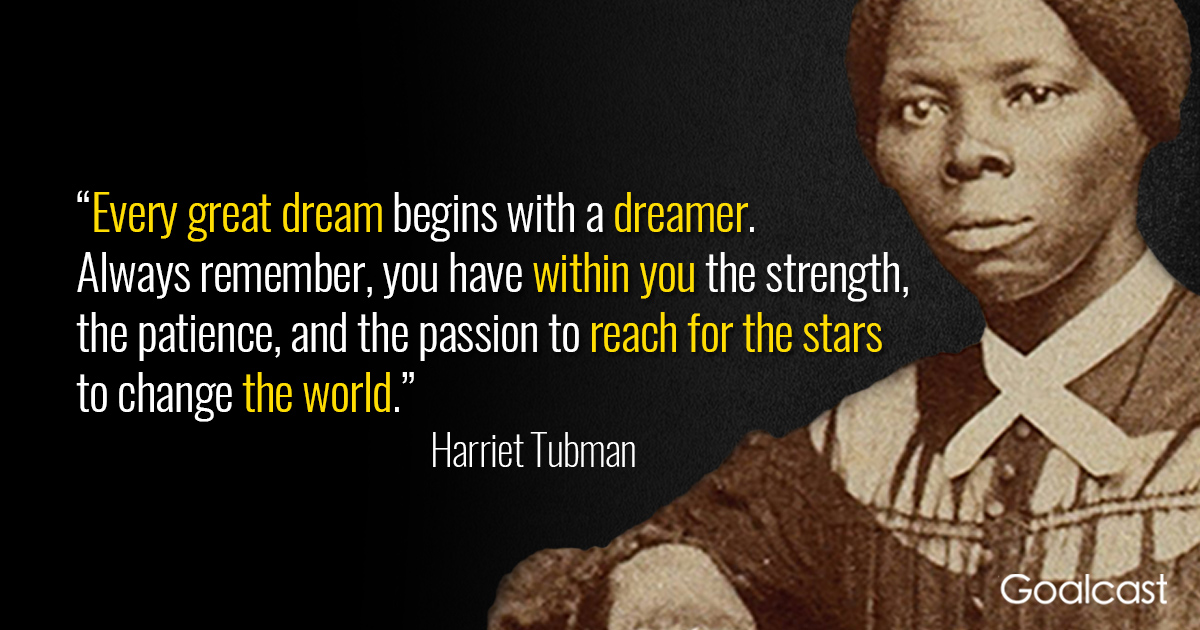 “Every great dream begins with a dreamer.
Always remember, you have within you the strength,
the patience, and the passion to reach for the stars
to change the world.”
Harriet Tubman
Goalcast